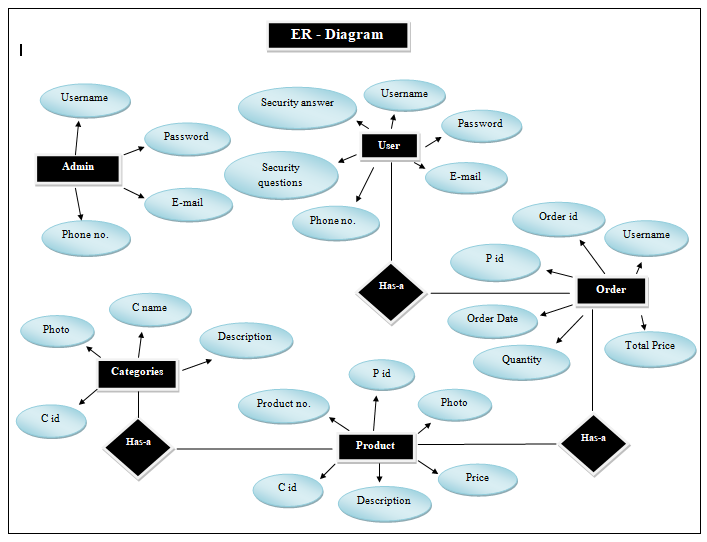 ER - Diagram
Username
Password
Admin
E-mail
Phone no.
Security answer
Username
Password
User
Security
questions
E-mail
Phone no.
Has-a
Order id
Username
P id
Order
Order Date
Quantity
Total Price
Has-a
C name
Photo
Description
Categories
C id
Has-a
P id
Product no.
Photo
Product
C id
Description
Price